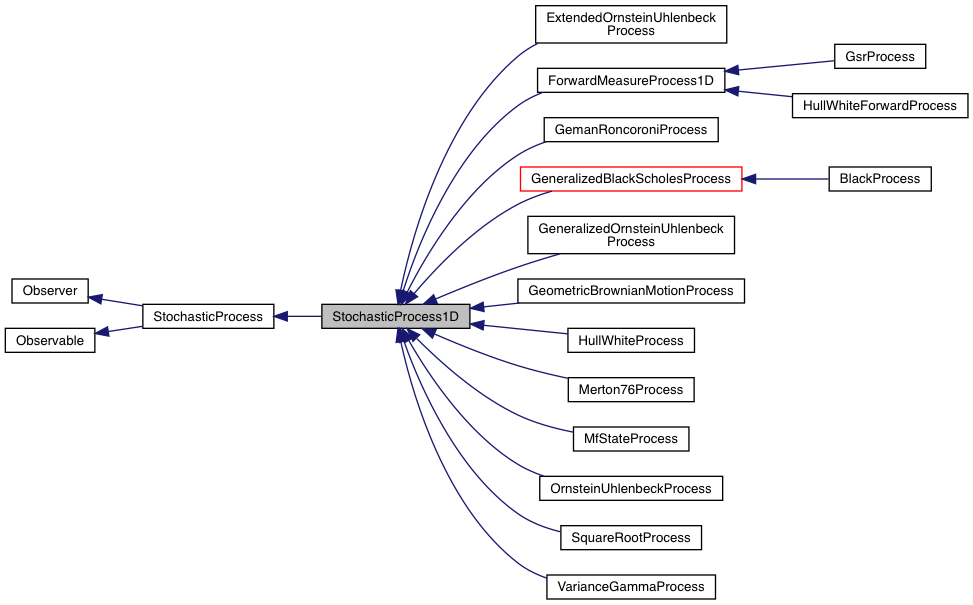 ExtendedOrnsteinUhlenbeck
Process
ForwardMeasureProcess1D
GsrProcess
HullWhiteForwardProcess
GemanRoncoroniProcess
GeneralizedBlackScholesProcess
BlackProcess
GeneralizedOrnsteinUhlenbeck
Process
Observer
Observable
StochasticProcess
StochasticProcess1D
GeometricBrownianMotionProcess
HullWhiteProcess
Merton76Process
MfStateProcess
OrnsteinUhlenbeckProcess
SquareRootProcess
VarianceGammaProcess